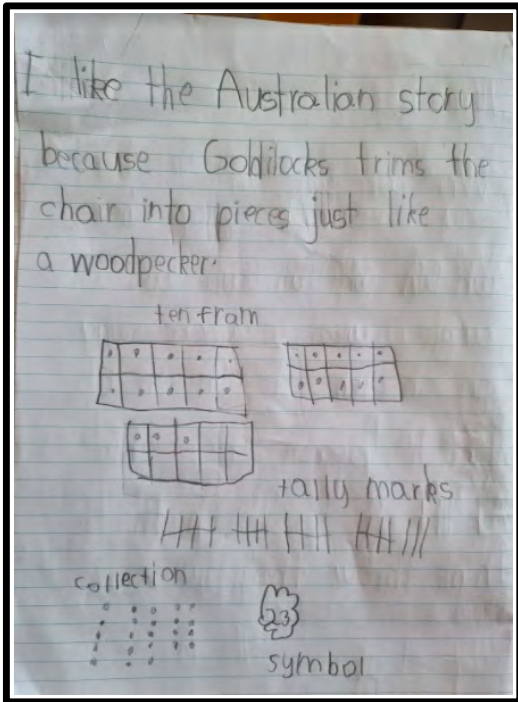 I like the Australian story
because Goldilocks trims the
chair into pieces just like
a woodpecker.
ten fram
tally marks
collection
23
symbol